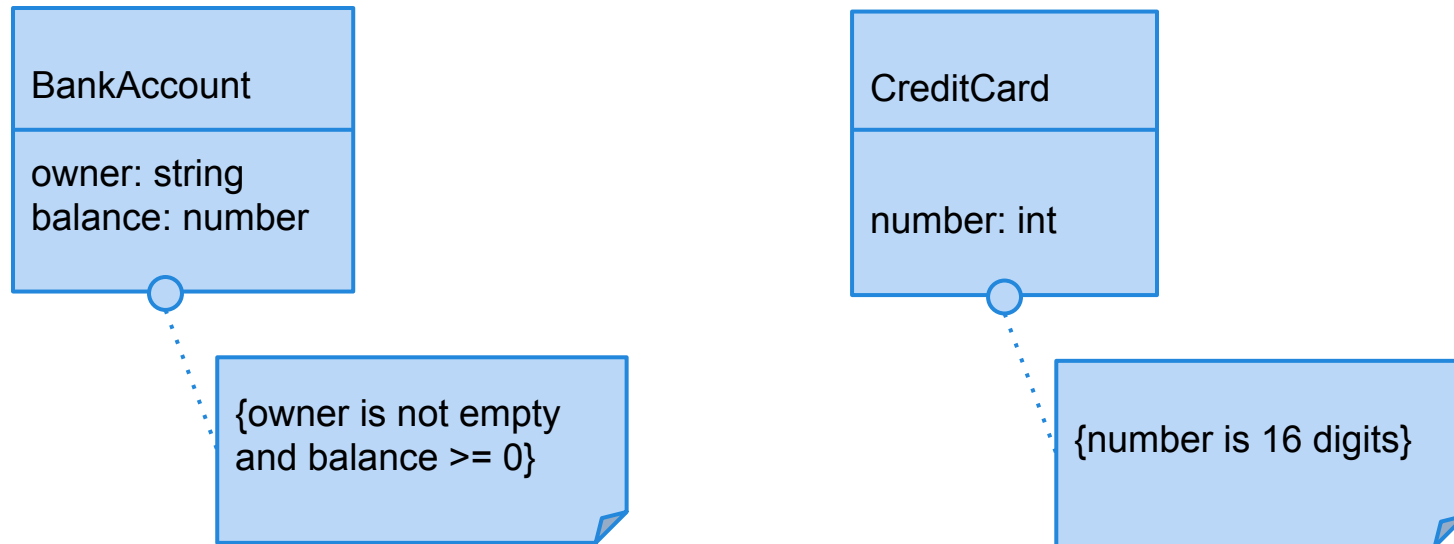 BankAccount
owner: string
balance: number
{owner is not empty
and balance >= 0}
CreditCard
number: int
{number is 16 digits}